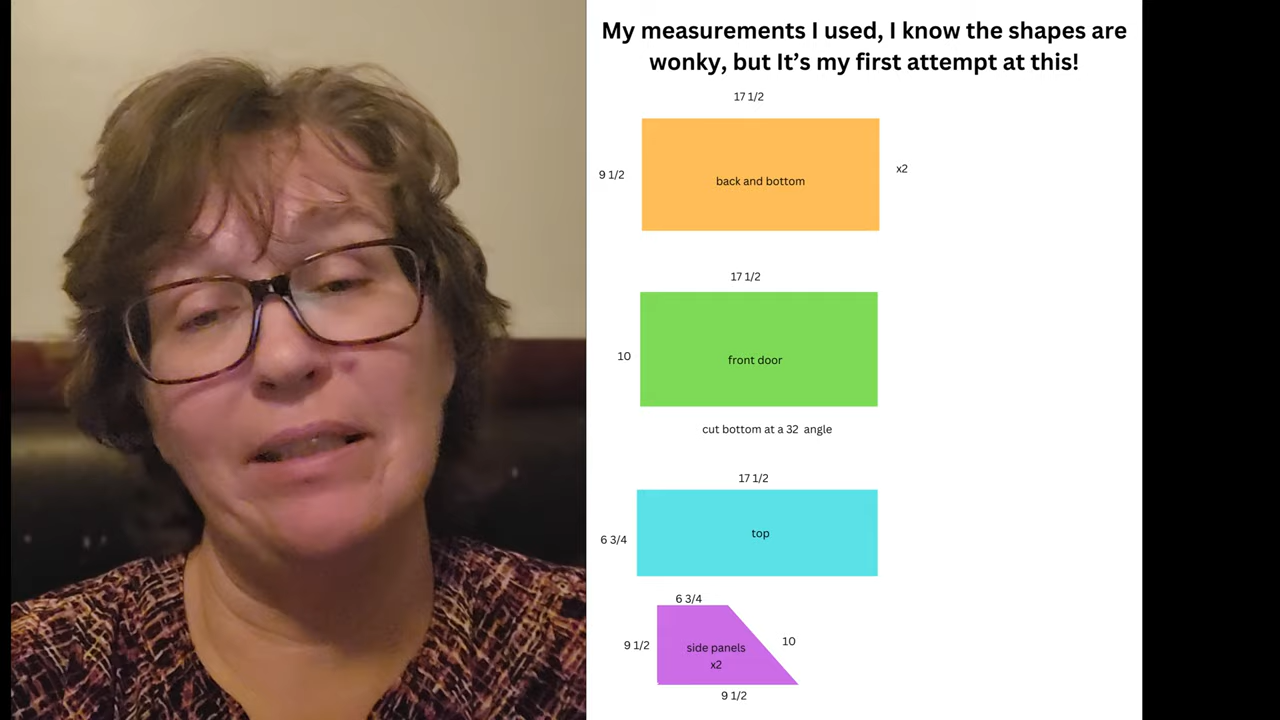 My measurements I used, I know the shapes are
wonky, but It's my first attempt at this!
17 1/2
9 1/2
back and bottom
x2
17 1/2
10
front door
cut bottom at a 32 angle
17 1/2
6 3/4
top
6 3/4
9 1/2
side panels
x2
10
9 1/2